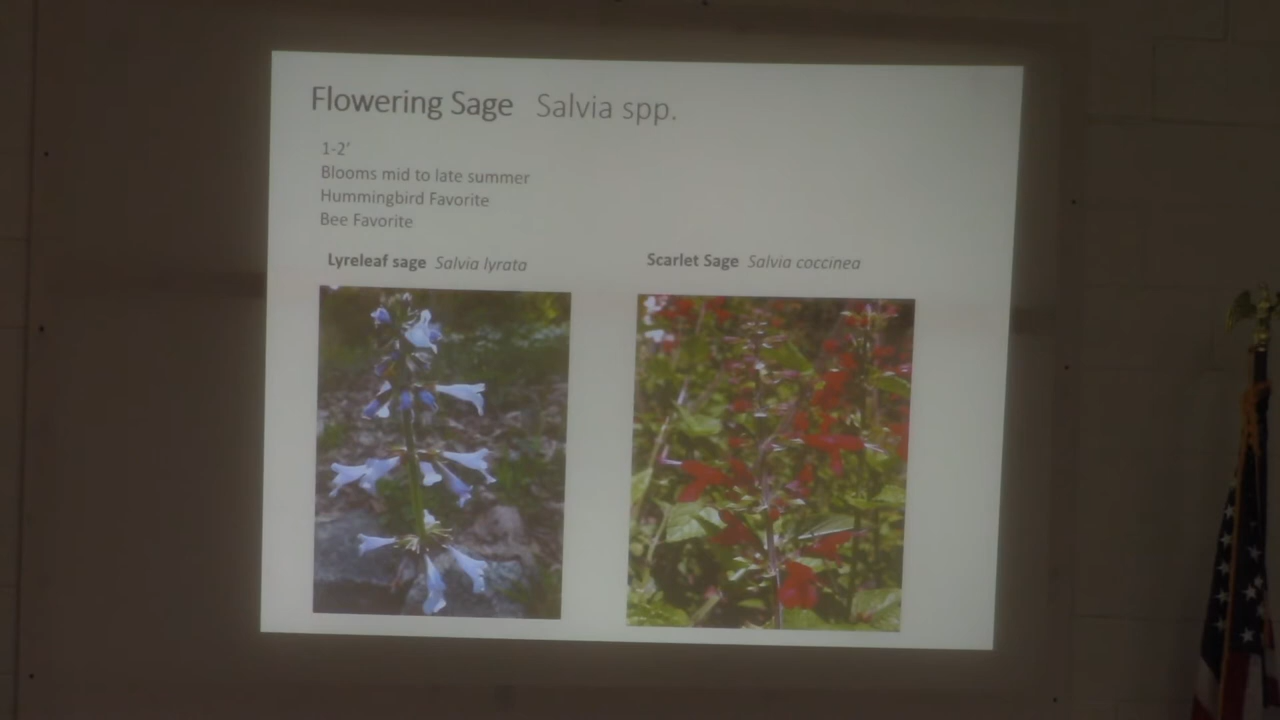 Flowering Sage Salvia spp.
1-2'
Blooms mid to late summer
Hummingbird Favorite
Bee Favorite
Lyreleaf sage Salvia lyrata
Scarlet Sage Salvia coccinea